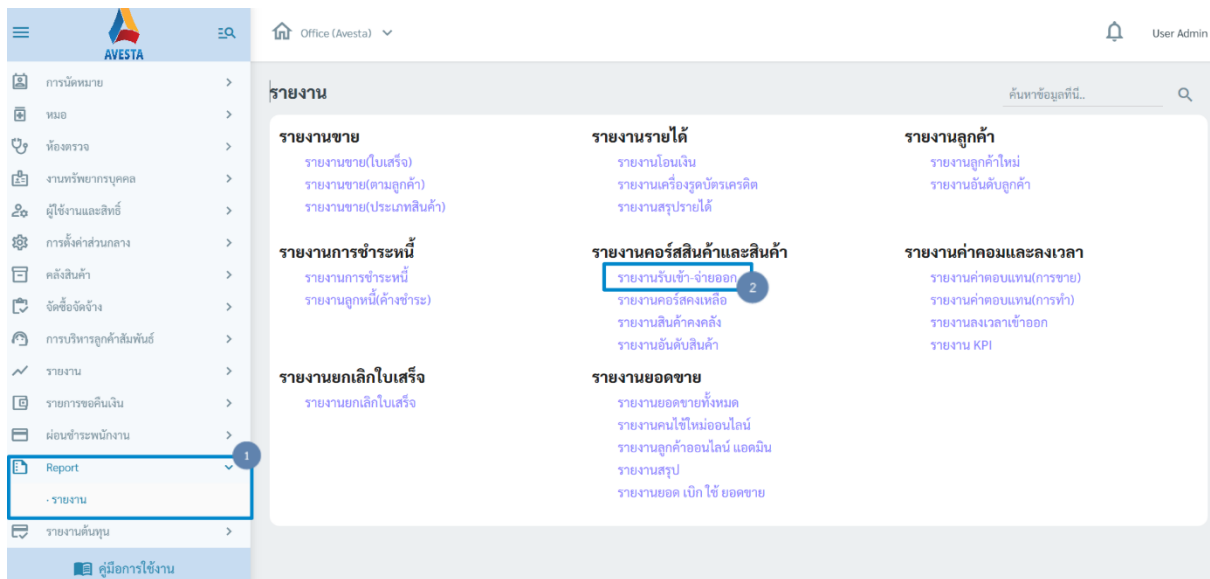 AVESTA
Office (Avesta)
User Admin
การนัดหมาย
หมอ
ห้องตรวจ
งานทรัพยากรบุคคล
ผู้ใช้งานและสิทธิ์
การตั้งค่าส่วนกลาง
คลังสินค้า
จัดซื้อจัดจ้าง
การบริหารลูกค้าสัมพันธ์
รายงาน
รายการขอคืนเงิน
ผ่อนชำระพนักงาน
1
Report
· รายงาน
รายงานต้นทุน
คู่มือการใช้งาน
รายงาน
ค้นหาข้อมูลที่นี่..
รายงานขาย
รายงานขาย(ใบเสร็จ)
รายงานขาย(ตามลูกค้า)
รายงานขาย(ประเภทสินค้า)
รายงานรายได้
รายงานโอนเงิน
รายงานเครื่องรูดบัตรเครดิต
รายงานสรุปรายได้
รายงานลูกค้า
รายงานลูกค้าใหม่
รายงานอันดับลูกค้า
รายงานการชำระหนี้
รายงานการชำระหนี้
รายงานลูกหนี้(ค้างชำระ)
รายงานคอร์สสินค้าและสินค้า
รายงานรับเข้า-จ่ายออก
2
รายงานคอร์สคงเหลือ
รายงานสินค้าคงคลัง
รายงานอันดับสินค้า
รายงานค่าคอมและลงเวลา
รายงานค่าตอบแทน(การขาย)
รายงานค่าตอบแทน(การทำ)
รายงานลงเวลาเข้าออก
รายงาน KPI
รายงานยกเลิกใบเสร็จ
รายงานยกเลิกใบเสร็จ
รายงานยอดขาย
รายงานยอดขายทั้งหมด
รายงานคนไข้ใหม่ออนไลน์
รายงานลูกค้าออนไลน์ แอดมิน
รายงานสรุป
รายงานยอด เบิก ใช้ ยอดขาย